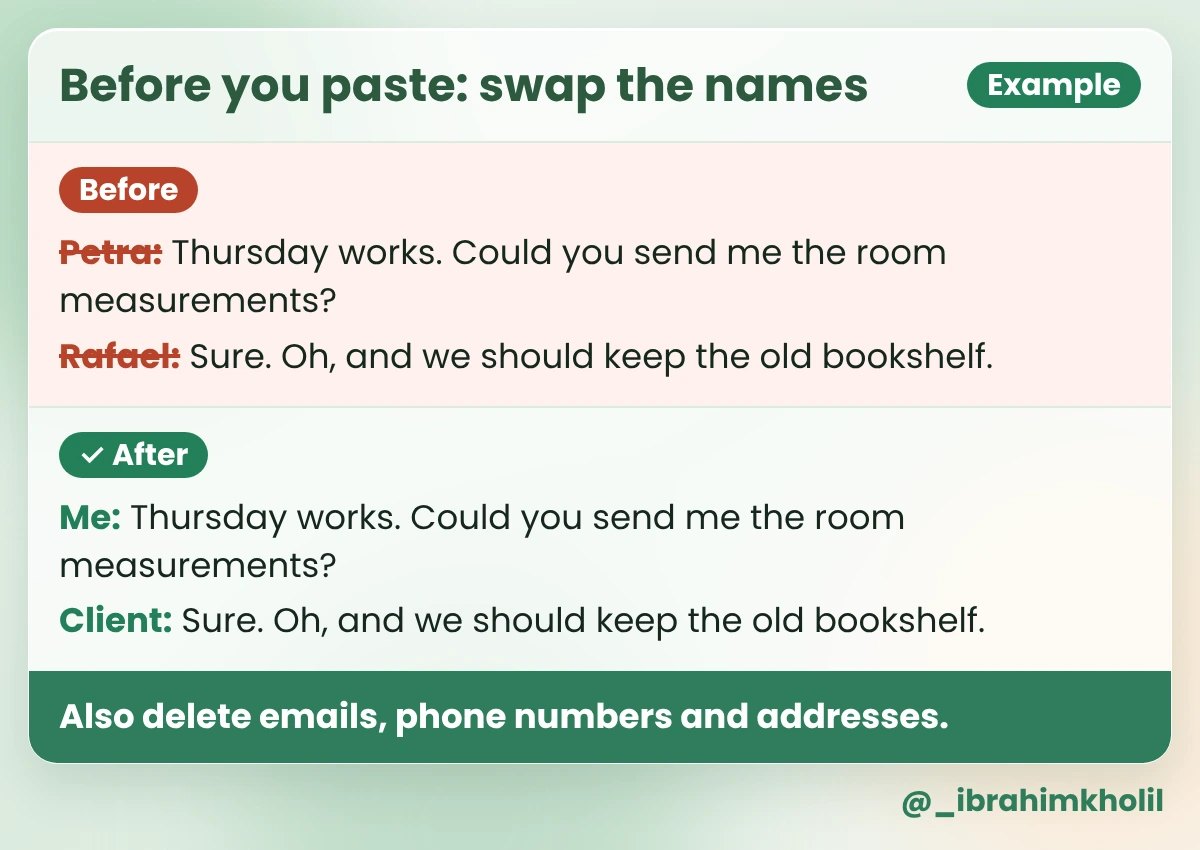 Before you paste: swap the names
Example
Before
Petra: Thursday works. Could you send me the room
measurements?
Rafael: Sure. Oh, and we should keep the old bookshelf.
✓ After
Me: Thursday works. Could you send me the room
measurements?
Client: Sure. Oh, and we should keep the old bookshelf.
Also delete emails, phone numbers and addresses.
@_ibrahimkholil